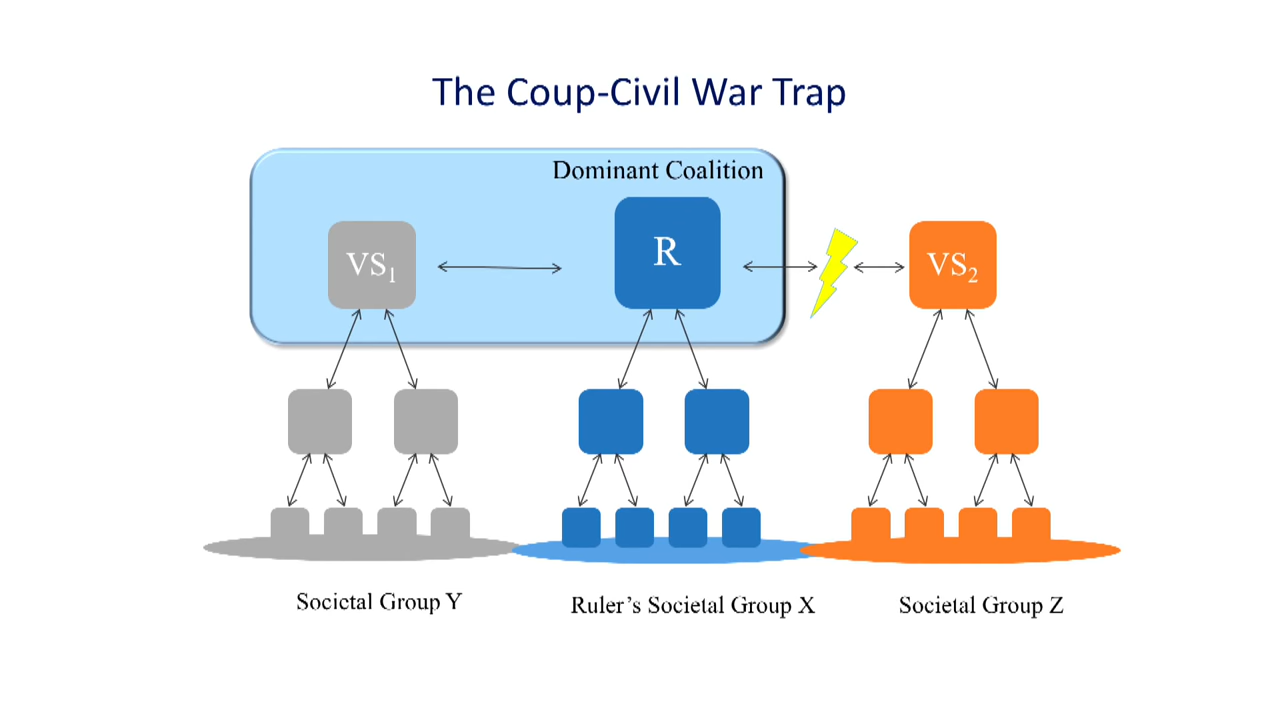 The Coup-Civil War Trap
Dominant Coalition
VS1
R
VS2
Societal Group Y
Ruler's Societal Group X
Societal Group Z